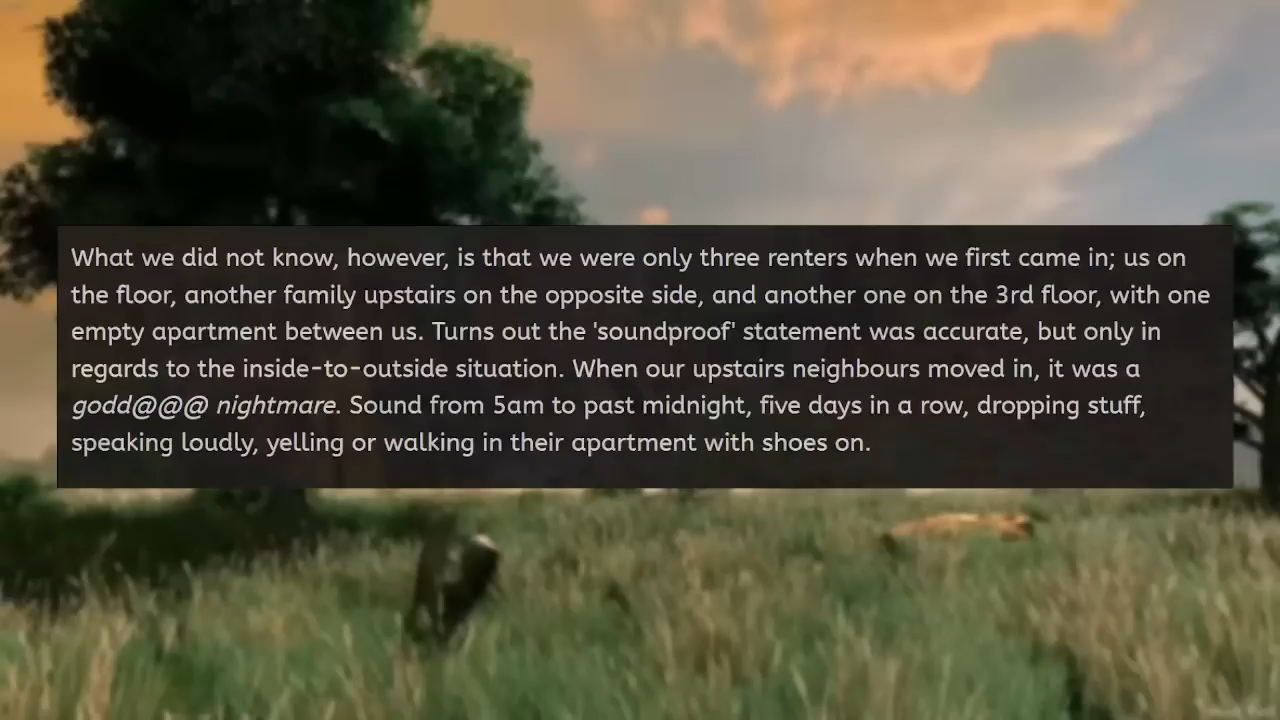 What we did not know, however, is that we were only three renters when we first came in; us on
the floor, another family upstairs on the opposite side, and another one on the 3rd floor, with one
empty apartment between us. Turns out the 'soundproof' statement was accurate, but only in
regards to the inside-to-outside situation. When our upstairs neighbours moved in, it was a
godd@@@ nightmare. Sound from 5am to past midnight, five days in a row, dropping stuff,
speaking loudly, yelling or walking in their apartment with shoes on.